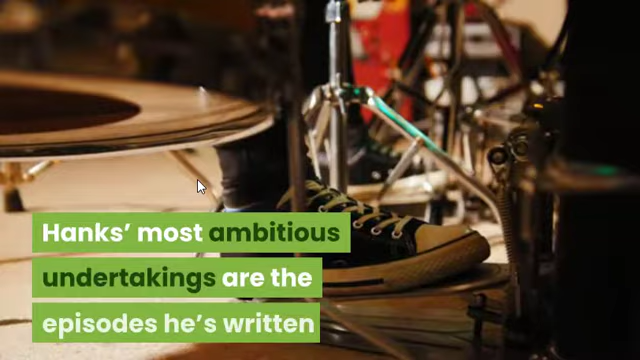 Hanks’ most ambitious
undertakings are the
episodes he’s written